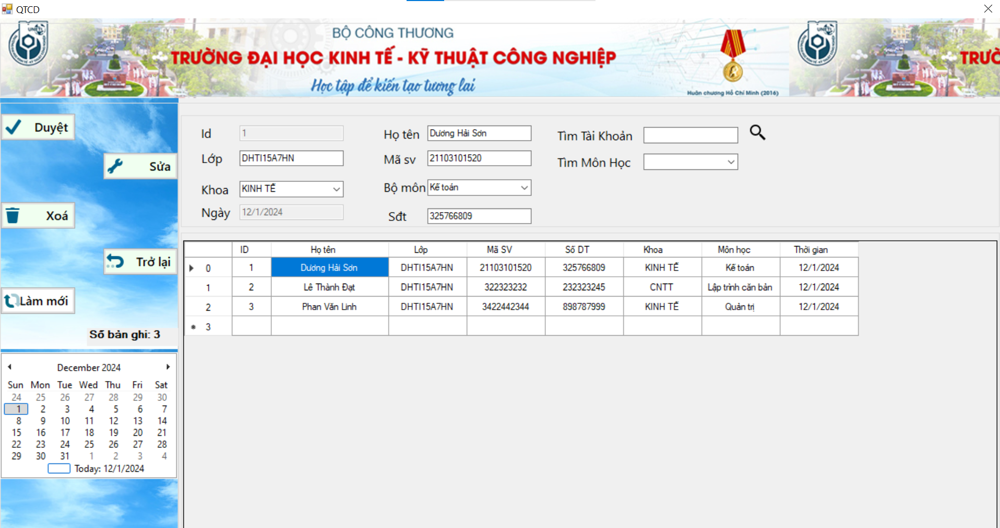 QTCD
BỘ CÔNG THƯƠNG
TRƯỜNG ĐẠI HỌC KINH TẾ - KỸ THUẬT CÔNG NGHIỆP
Học tập để kiến tạo tương lai
Huân chương Hồ Chí Minh (2016)
UNETI
UNETI
TRƯỜ
Duyệt
Sửa
Xoá
Trở lại
Làm mới
Số bản ghi: 3
Id 1 Họ tên Dương Hải Sơn Tìm Tài Khoản
Lớp DHTI15A7HN Mã sv 21103101520 Tìm Môn Học
Khoa KINH TẾ Bộ môn Kế toán
Ngày 12/1/2024 Sđt 325766809
ID Họ tên Lớp Mã SV Số DT Khoa Môn học Thời gian
0 1 Dương Hải Sơn DHTI15A7HN 21103101520 325766809 KINH TẾ Kế toán 12/1/2024
1 2 Lê Thành Đạt DHTI15A7HN 322323232 232323245 CNTT Lập trình căn bản 12/1/2024
2 3 Phan Văn Linh DHTI15A7HN 3422442344 898787999 KINH TẾ Quản trị 12/1/2024
3
December 2024
Sun Mon Tue Wed Thu Fri Sat
24 25 26 27 28 29 30
1 2 3 4 5 6 7
8 9 10 11 12 13 14
15 16 17 18 19 20 21
22 23 24 25 26 27 28
29 30 31 1 2 3 4
Today: 12/1/2024